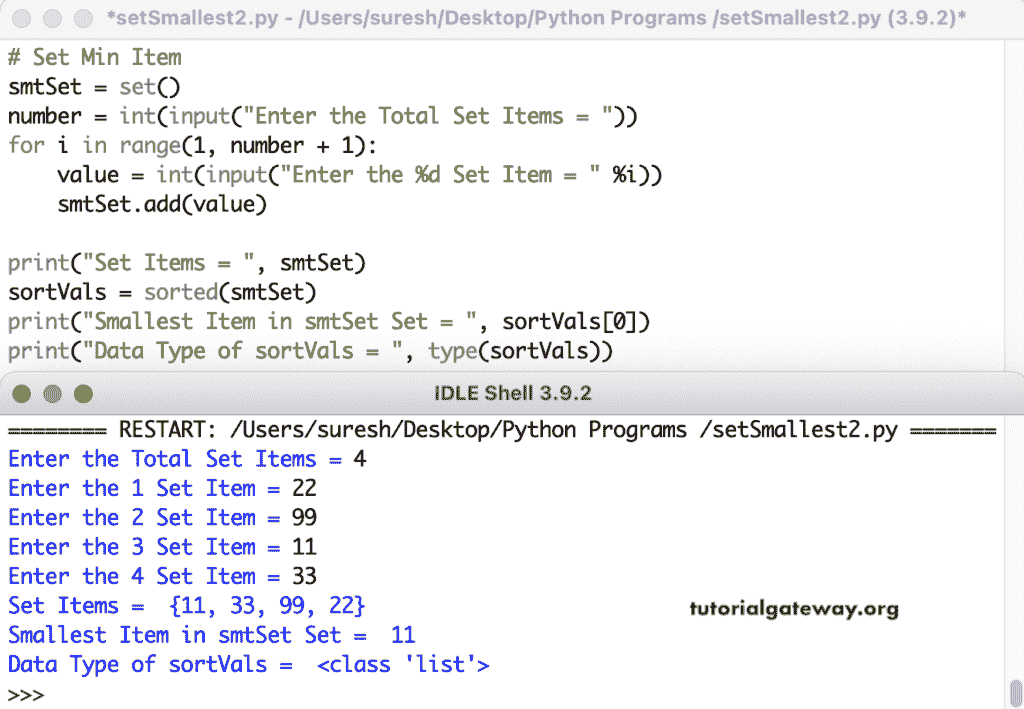 *setSmallest2.py - /Users/suresh/Desktop/Python Programs /setSmallest2.py (3.9.2)*
# Set Min Item
smtSet = set()
number = int(input("Enter the Total Set Items = "))
for i in range(1, number + 1):
    value = int(input("Enter the %d Set Item = " %i))
    smtSet.add(value)

print("Set Items = ", smtSet)
sortVals = sorted(smtSet)
print("Smallest Item in smtSet Set = ", sortVals[0])
print("Data Type of sortVals = ", type(sortVals))
IDLE Shell 3.9.2
======== RESTART: /Users/suresh/Desktop/Python Programs /setSmallest2.py =======
Enter the Total Set Items = 4
Enter the 1 Set Item = 22
Enter the 2 Set Item = 99
Enter the 3 Set Item = 11
Enter the 4 Set Item = 33
Set Items =  {11, 33, 99, 22}
tutorialgateway.org
Smallest Item in smtSet Set =  11
Data Type of sortVals =  <class 'list'>
>>>